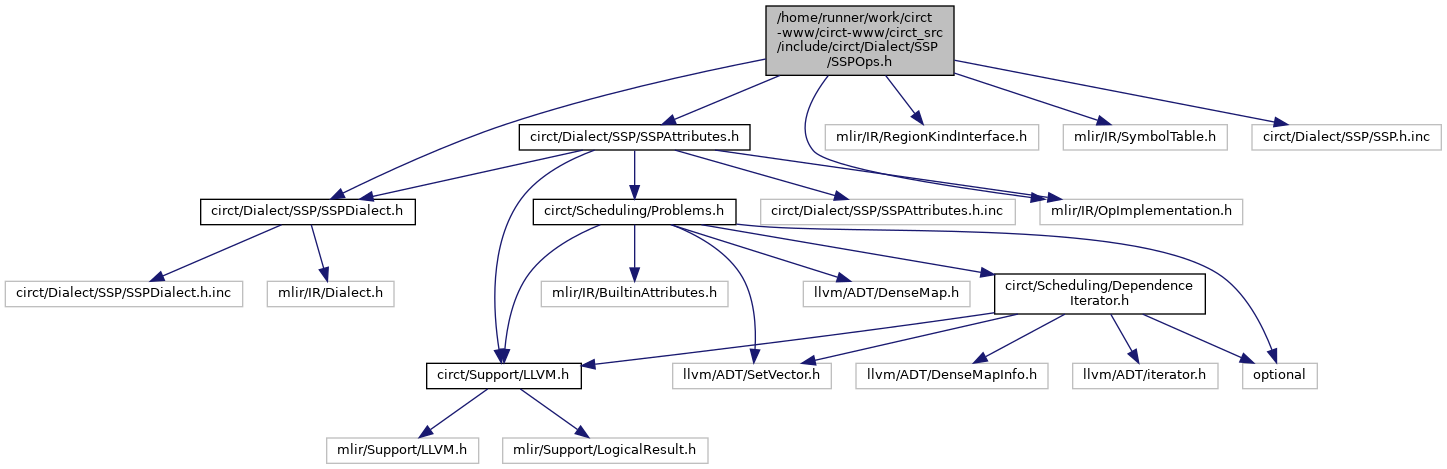 /home/runner/work/circt
-www/circt-www/circt_src
/include/circt/Dialect/SSP
/SSPOps.h
circt/Dialect/SSP/SSPAttributes.h
mlir/IR/RegionKindInterface.h
mlir/IR/SymbolTable.h
circt/Dialect/SSP/SSP.h.inc
circt/Dialect/SSP/SSPDialect.h
circt/Scheduling/Problems.h
circt/Dialect/SSP/SSPAttributes.h.inc
mlir/IR/OpImplementation.h
circt/Dialect/SSP/SSPDialect.h.inc
mlir/IR/Dialect.h
mlir/IR/BuiltinAttributes.h
llvm/ADT/DenseMap.h
circt/Scheduling/Dependence
Iterator.h
circt/Support/LLVM.h
llvm/ADT/SetVector.h
llvm/ADT/DenseMapInfo.h
llvm/ADT/iterator.h
optional
mlir/Support/LLVM.h
mlir/Support/LogicalResult.h